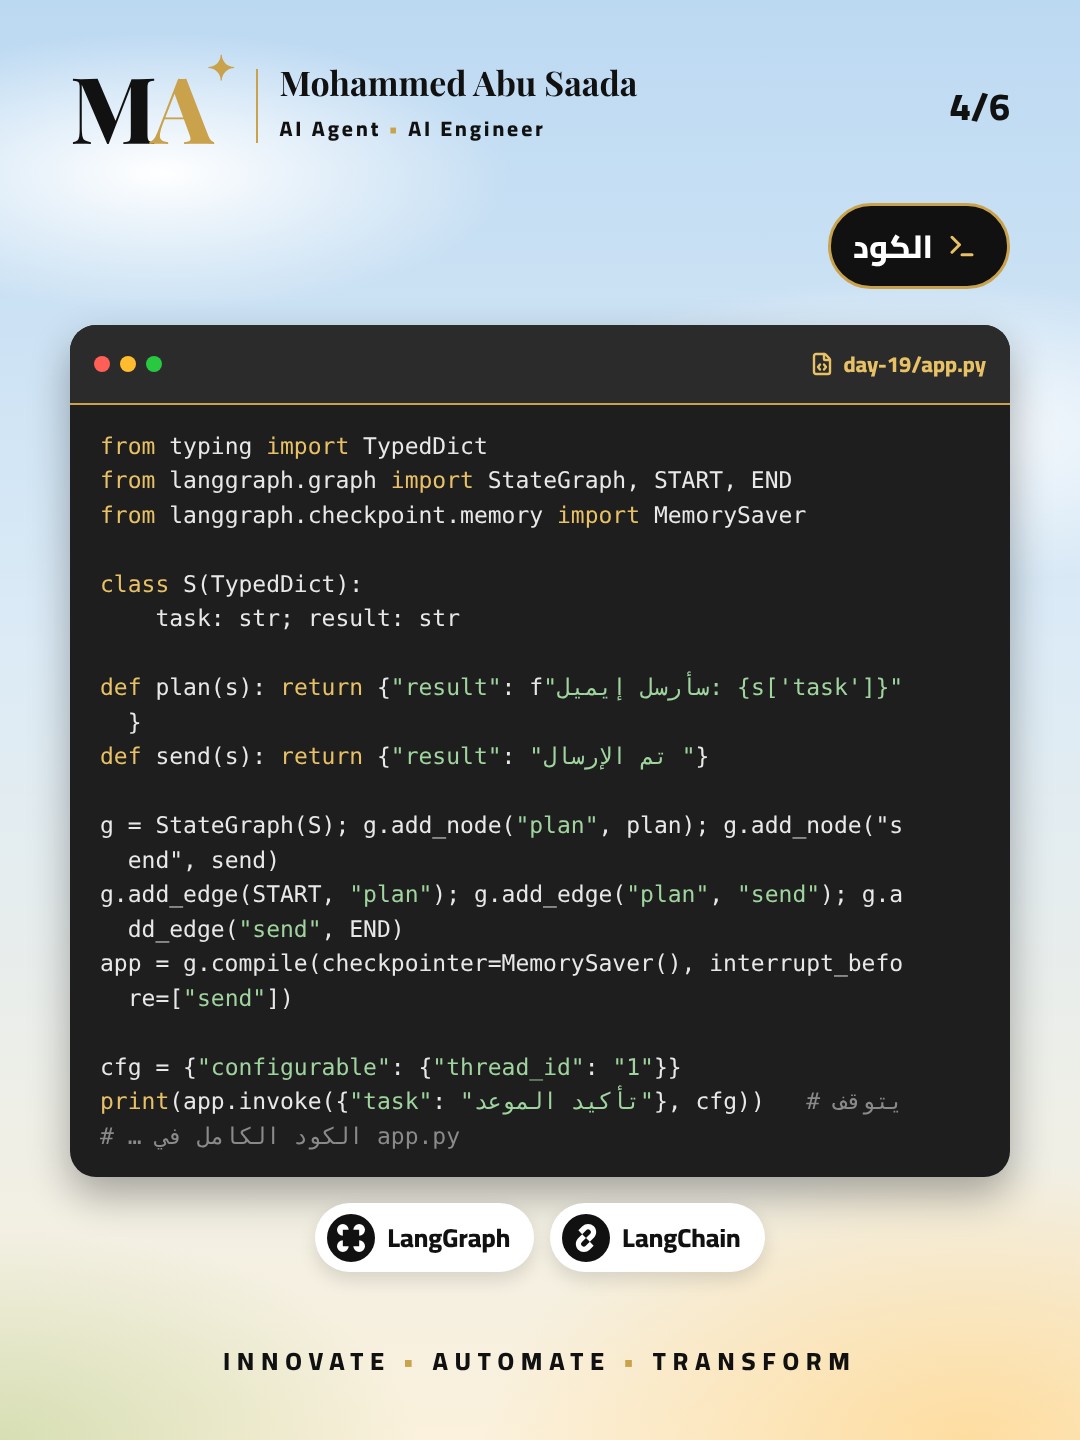 MA
Mohammed Abu Saada
AI Agent ▪ AI Engineer
4/6
الكود
day-19/app.py
from typing import TypedDict
from langgraph.graph import StateGraph, START, END
from langgraph.checkpoint.memory import MemorySaver
class S(TypedDict):
    task: str; result: str
def plan(s): return {"result": f"سأرسل إيميل: {s['task']}"
  }
def send(s): return {"result": "تم الإرسال "}
g = StateGraph(S); g.add_node("plan", plan); g.add_node("s
  end", send)
g.add_edge(START, "plan"); g.add_edge("plan", "send"); g.a
  dd_edge("send", END)
app = g.compile(checkpointer=MemorySaver(), interrupt_befo
  re=["send"])
cfg = {"configurable": {"thread_id": "1"}}
print(app.invoke({"task": "تأكيد الموعد"}, cfg))   # يتوقف
# … الكود الكامل في app.py
LangGraph
LangChain
INNOVATE ▪ AUTOMATE ▪ TRANSFORM